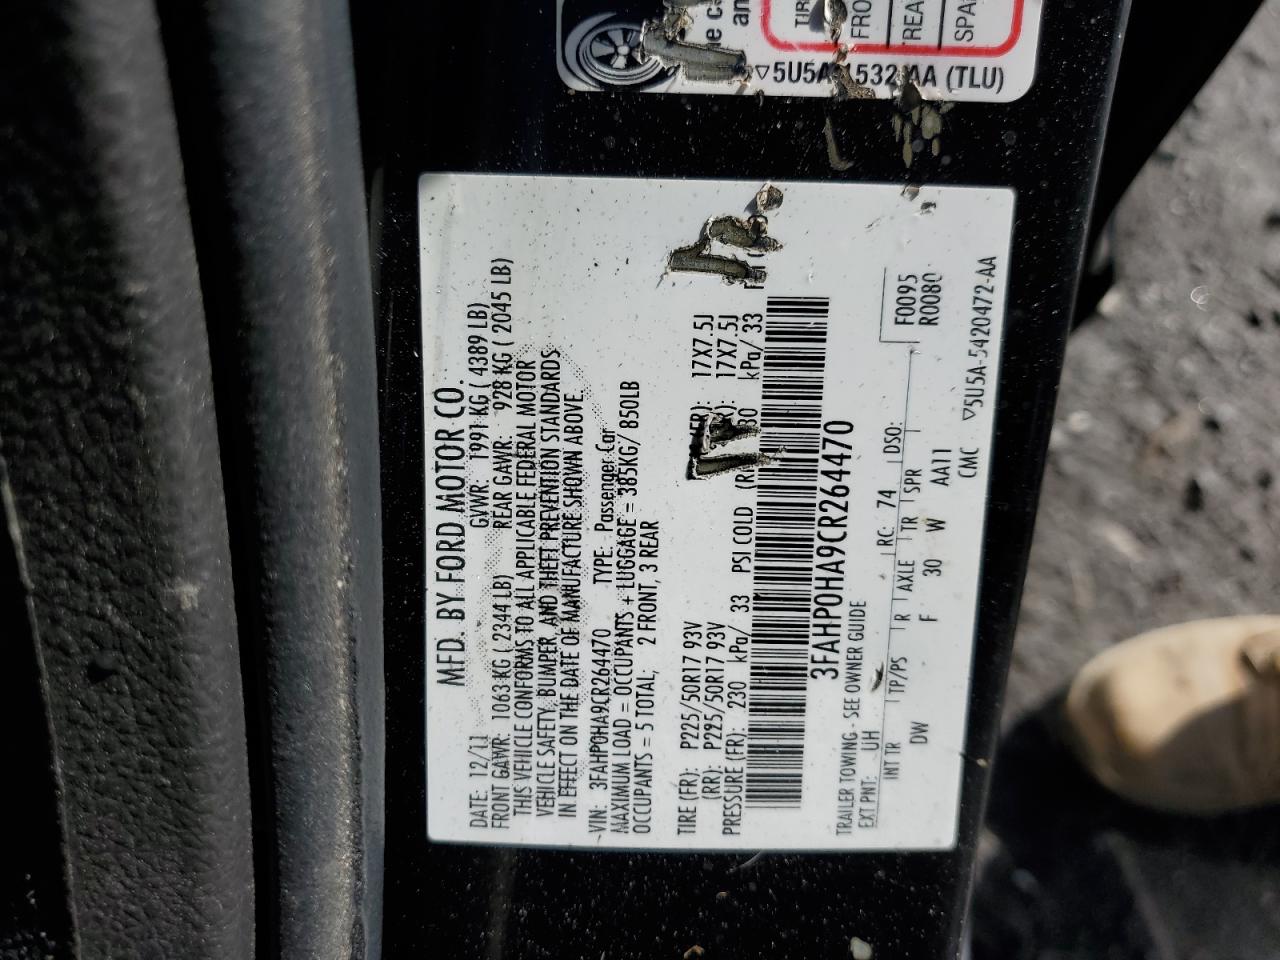 TIR
FRO
TREA
SPA
e ca
an
5U5A 1532 AA (TLU)
MFD. BY FORD MOTOR CO.
DATE: 12/11 GVWR: 1991 KG ( 4389 LB)
FRONT GAWR: 1063 KG ( 2344 LB) REAR GAWR: 928 KG ( 2045 LB)
THIS VEHICLE CONFORMS TO ALL APPLICABLE FEDERAL MOTOR
VEHICLE SAFETY, BUMPER, AND THEFT PREVENTION STANDARDS
IN EFFECT ON THE DATE OF MANUFACTURE SHOWN ABOVE.
VIN: 3FAHP0HA9CR264470 TYPE: Passenger Car
MAXIMUM LOAD = OCCUPANTS + LUGGAGE = 385KG/ 850LB
OCCUPANTS = 5 TOTAL; 2 FRONT, 3 REAR
TIRE (FR): P225/50R17 93V 17X7.5J
(RR): P225/50R17 93V 17X7.5J
PRESSURE (FR): 230 kPa/ 33 PSI COLD kPa/ 33
3FAHP0HA9CR264470
TRAILER TOWING - SEE OWNER GUIDE
EXT PNT: UH RC: 74 DSO: F0095
R0080
INT TR TP/PS R AXLE TR SPR
DW F 30 W AA11
CMC
5U5A-5420472-AA